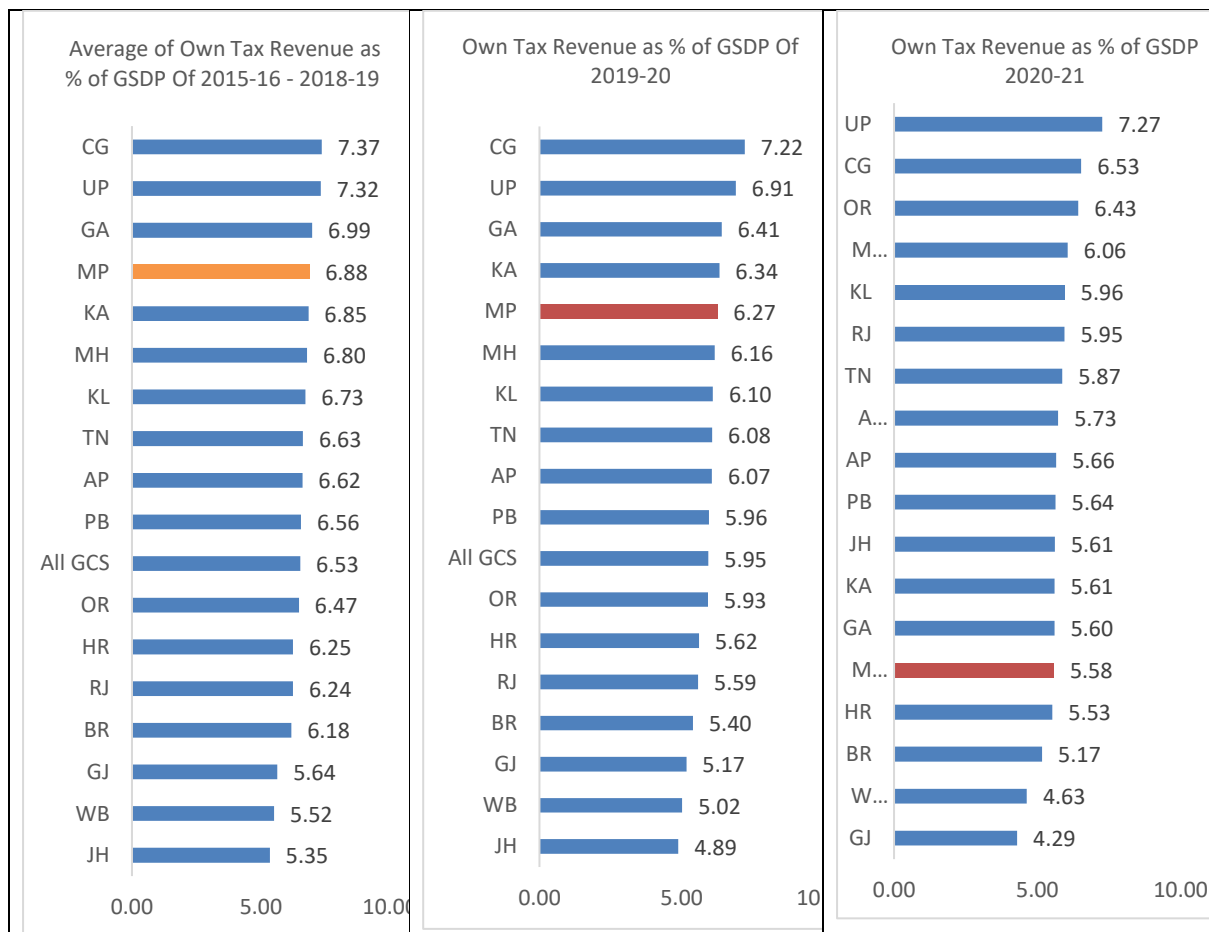 Average of Own Tax Revenue as
% of GSDP Of 2015-16 - 2018-19
CG 7.37
UP 7.32
GA 6.99
MP 6.88
KA 6.85
MH 6.80
KL 6.73
TN 6.63
AP 6.62
PB 6.56
All GCS 6.53
OR 6.47
HR 6.25
RJ 6.24
BR 6.18
GJ 5.64
WB 5.52
JH 5.35
0.00 5.00 10.00
Own Tax Revenue as % of GSDP Of
2019-20
CG 7.22
UP 6.91
GA 6.41
KA 6.34
MP 6.27
MH 6.16
KL 6.10
TN 6.08
AP 6.07
PB 5.96
All GCS 5.95
OR 5.93
HR 5.62
RJ 5.59
BR 5.40
GJ 5.17
WB 5.02
JH 4.89
0.00 5.00 10
Own Tax Revenue as % of GSDP
2020-21
UP 7.27
CG 6.53
OR 6.43
M... 6.06
KL 5.96
RJ 5.95
TN 5.87
A... 5.73
AP 5.66
PB 5.64
JH 5.61
KA 5.61
GA 5.60
M... 5.58
HR 5.53
BR 5.17
W... 4.63
GJ 4.29
0.00 5.00 10.00